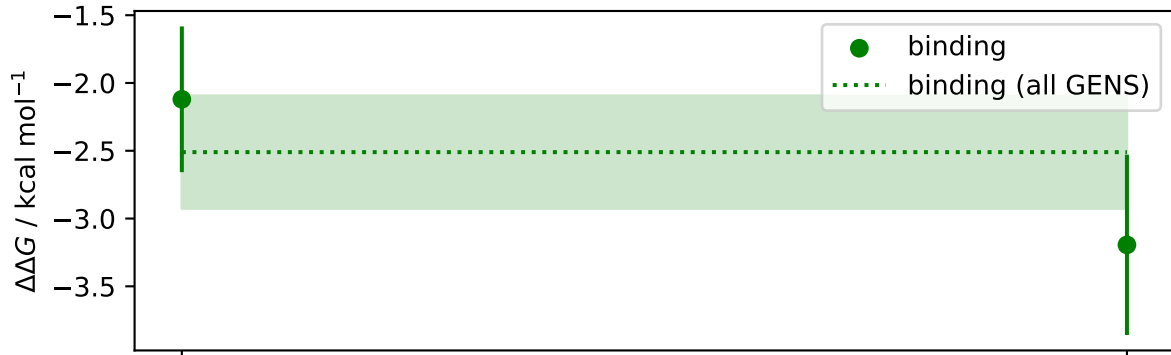 −1.5
−2.0
−2.5
−3.0
−3.5
ΔΔG / kcal mol⁻¹
binding
binding (all GENS)